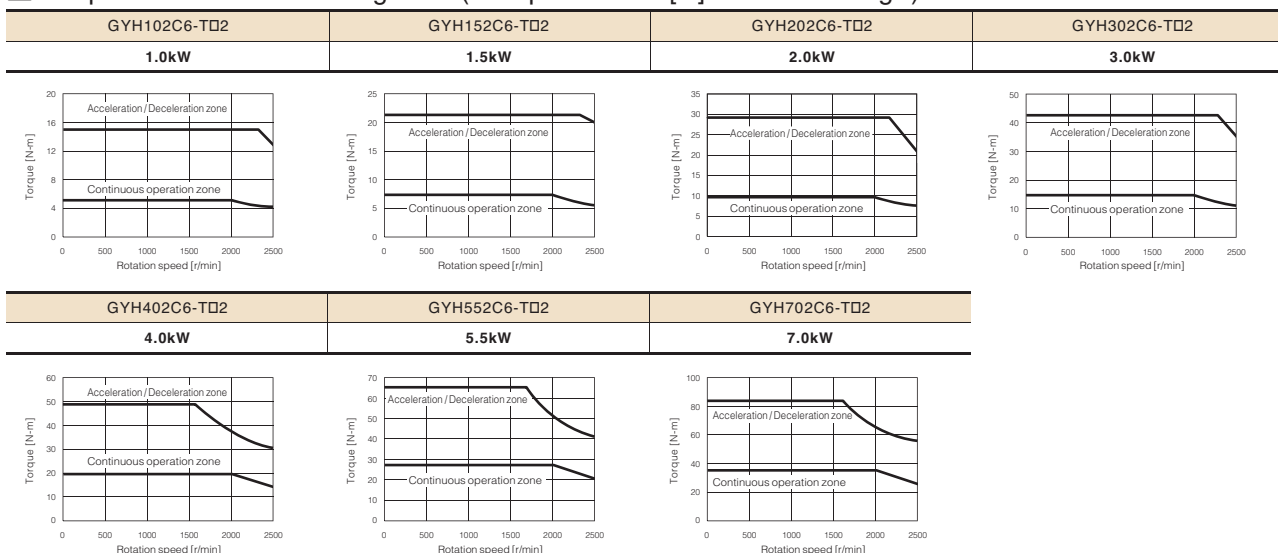 GYH102C6-T□2 GYH152C6-T□2 GYH202C6-T□2 GYH302C6-T□2
1.0kW 1.5kW 2.0kW 3.0kW
20
16
12
8
4
0
Torque [N-m]
Acceleration/Deceleration zone
Continuous operation zone
0 500 1000 1500 2000 2500
Rotation speed [r/min]
25
20
15
10
5
0
Torque [N-m]
Acceleration/Deceleration zone
Continuous operation zone
0 500 1000 1500 2000 2500
Rotation speed [r/min]
35
30
25
20
15
10
5
0
Torque [N-m]
Acceleration/Deceleration zone
Continuous operation zone
0 500 1000 1500 2000 2500
Rotation speed [r/min]
50
40
30
20
10
0
Torque [N-m]
Acceleration/Deceleration zone
Continuous operation zone
0 500 1000 1500 2000 2500
Rotation speed [r/min]
GYH402C6-T□2 GYH552C6-T□2 GYH702C6-T□2
4.0kW 5.5kW 7.0kW
60
50
40
30
20
10
0
Torque [N-m]
Acceleration/Deceleration zone
Continuous operation zone
0 500 1000 1500 2000 2500
Rotation speed [r/min]
70
60
50
40
30
20
10
0
Torque [N-m]
Acceleration/Deceleration zone
Continuous operation zone
0 500 1000 1500 2000 2500
Rotation speed [r/min]
100
80
60
40
20
0
Torque [N-m]
Acceleration/Deceleration zone
Continuous operation zone
0 500 1000 1500 2000 2500
Rotation speed [r/min]